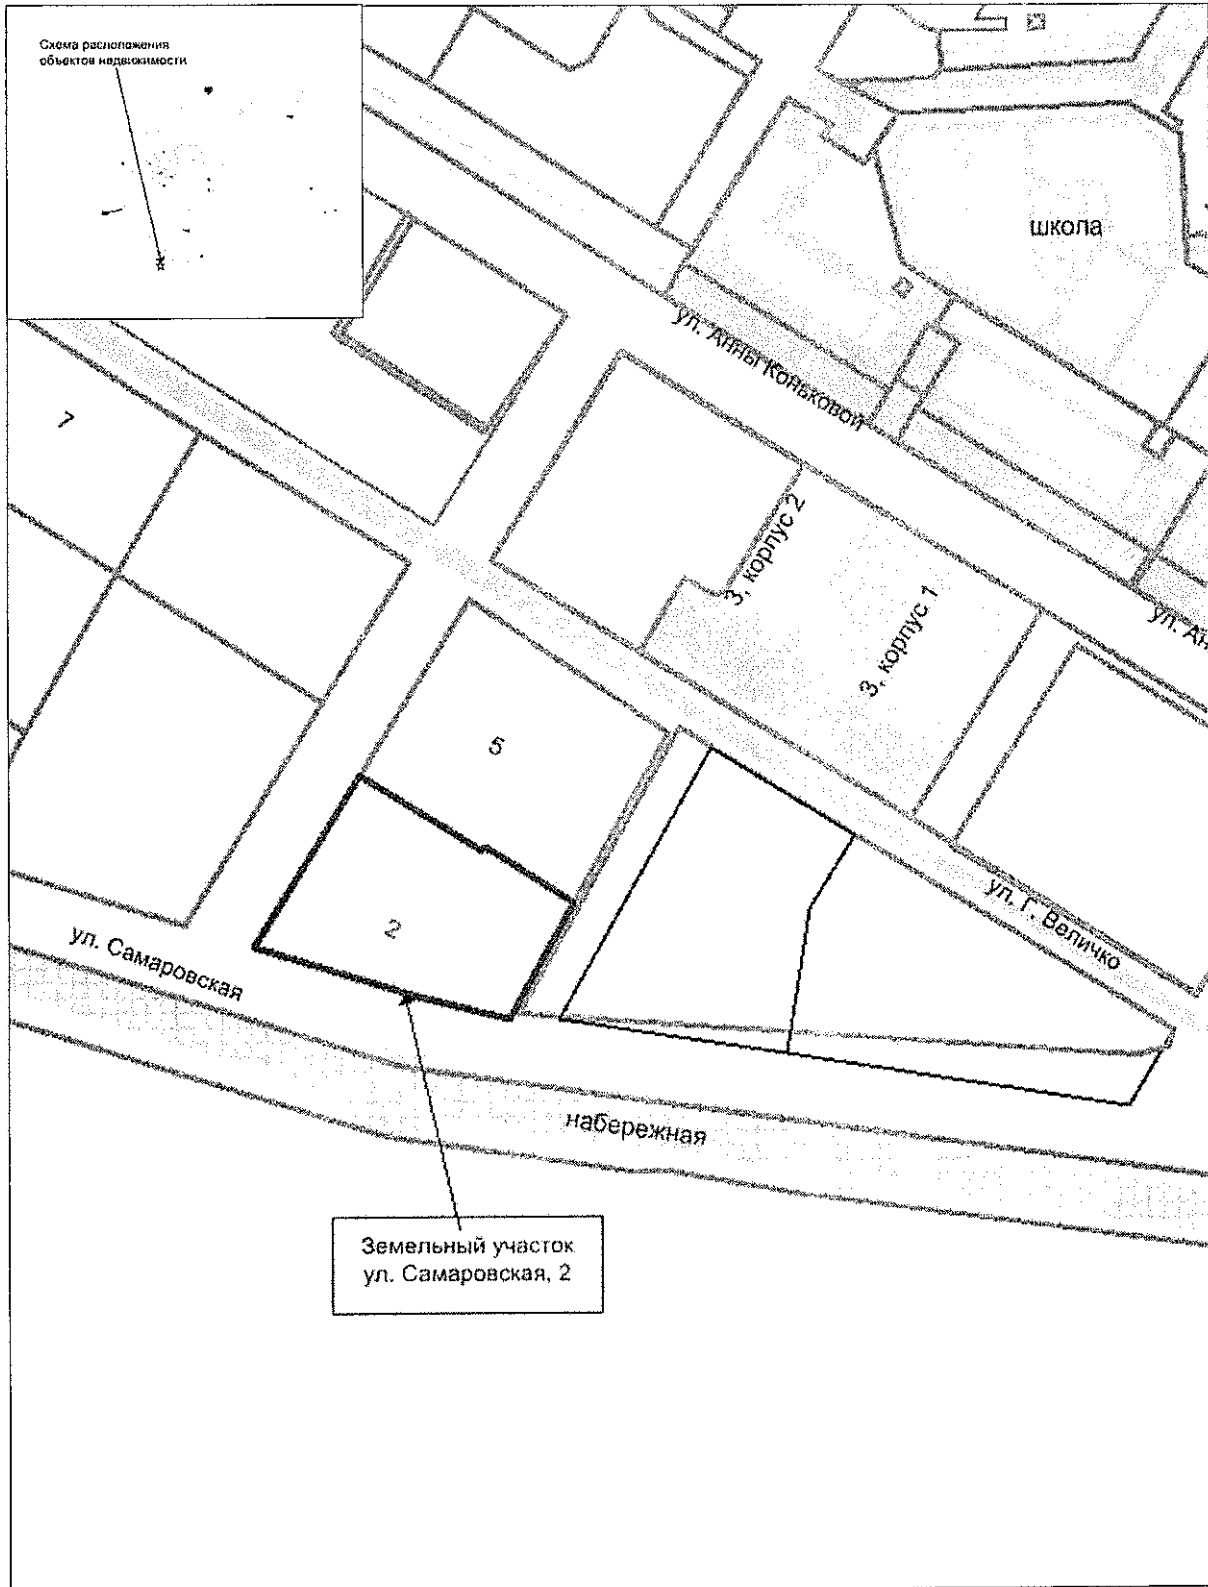 Схема расположения
объектов недвижимости
школа
ул. Анны Коньковой
7
3, корпус 2
3, корпус 1
ул. Ан
5
ул. Г. Величко
2
ул. Самаровская
набережная
Земельный участок
ул. Самаровская, 2